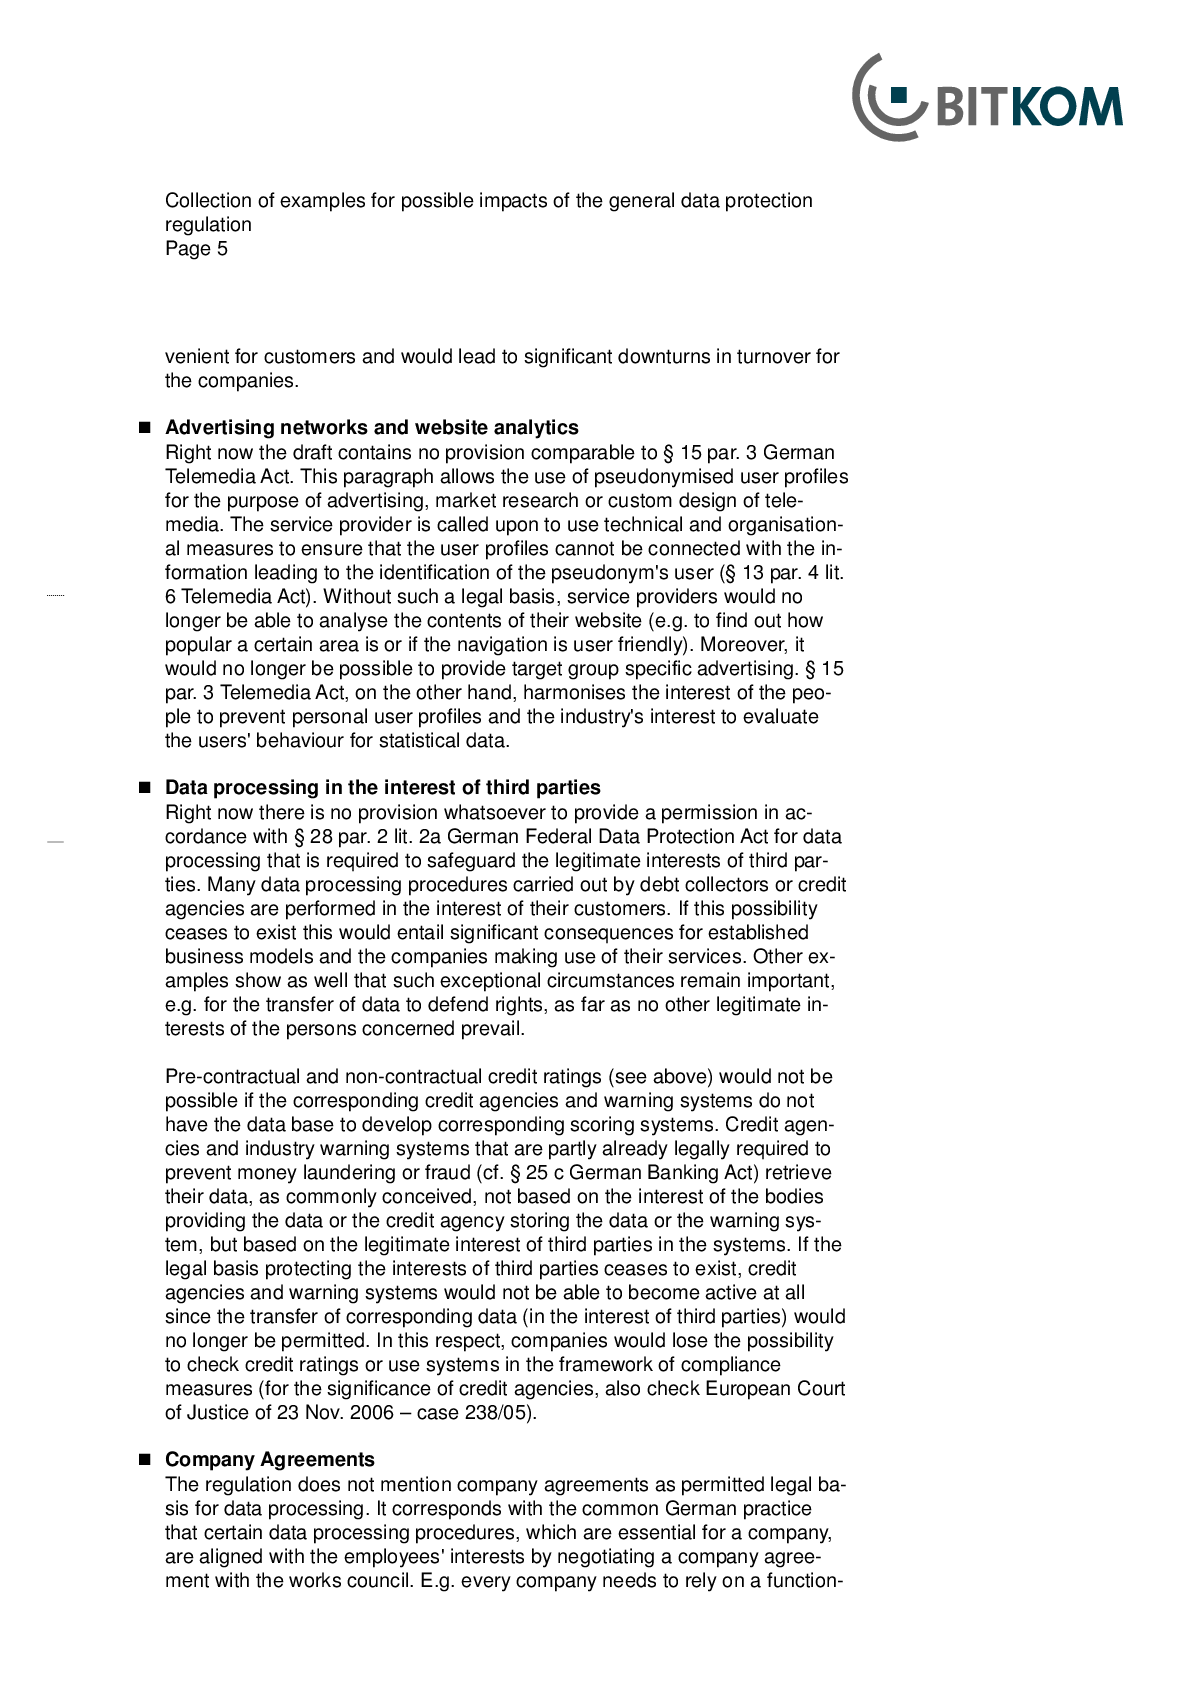 BITKOM
Collection of examples for possible impacts of the general data protection
regulation
Page 5
venient for customers and would lead to significant downturns in turnover for
the companies.
■ Advertising networks and website analytics
Right now the draft contains no provision comparable to § 15 par. 3 German
Telemedia Act. This paragraph allows the use of pseudonymised user profiles
for the purpose of advertising, market research or custom design of tele-
media. The service provider is called upon to use technical and organisation-
al measures to ensure that the user profiles cannot be connected with the in-
formation leading to the identification of the pseudonym's user (§ 13 par. 4 lit.
6 Telemedia Act). Without such a legal basis, service providers would no
longer be able to analyse the contents of their website (e.g. to find out how
popular a certain area is or if the navigation is user friendly). Moreover, it
would no longer be possible to provide target group specific advertising. § 15
par. 3 Telemedia Act, on the other hand, harmonises the interest of the peo-
ple to prevent personal user profiles and the industry's interest to evaluate
the users' behaviour for statistical data.
■ Data processing in the interest of third parties
Right now there is no provision whatsoever to provide a permission in ac-
cordance with § 28 par. 2 lit. 2a German Federal Data Protection Act for data
processing that is required to safeguard the legitimate interests of third par-
ties. Many data processing procedures carried out by debt collectors or credit
agencies are performed in the interest of their customers. If this possibility
ceases to exist this would entail significant consequences for established
business models and the companies making use of their services. Other ex-
amples show as well that such exceptional circumstances remain important,
e.g. for the transfer of data to defend rights, as far as no other legitimate in-
terests of the persons concerned prevail.
Pre-contractual and non-contractual credit ratings (see above) would not be
possible if the corresponding credit agencies and warning systems do not
have the data base to develop corresponding scoring systems. Credit agen-
cies and industry warning systems that are partly already legally required to
prevent money laundering or fraud (cf. § 25 c German Banking Act) retrieve
their data, as commonly conceived, not based on the interest of the bodies
providing the data or the credit agency storing the data or the warning sys-
tem, but based on the legitimate interest of third parties in the systems. If the
legal basis protecting the interests of third parties ceases to exist, credit
agencies and warning systems would not be able to become active at all
since the transfer of corresponding data (in the interest of third parties) would
no longer be permitted. In this respect, companies would lose the possibility
to check credit ratings or use systems in the framework of compliance
measures (for the significance of credit agencies, also check European Court
of Justice of 23 Nov. 2006 – case 238/05).
■ Company Agreements
The regulation does not mention company agreements as permitted legal ba-
sis for data processing. It corresponds with the common German practice
that certain data processing procedures, which are essential for a company,
are aligned with the employees' interests by negotiating a company agree-
ment with the works council. E.g. every company needs to rely on a function-